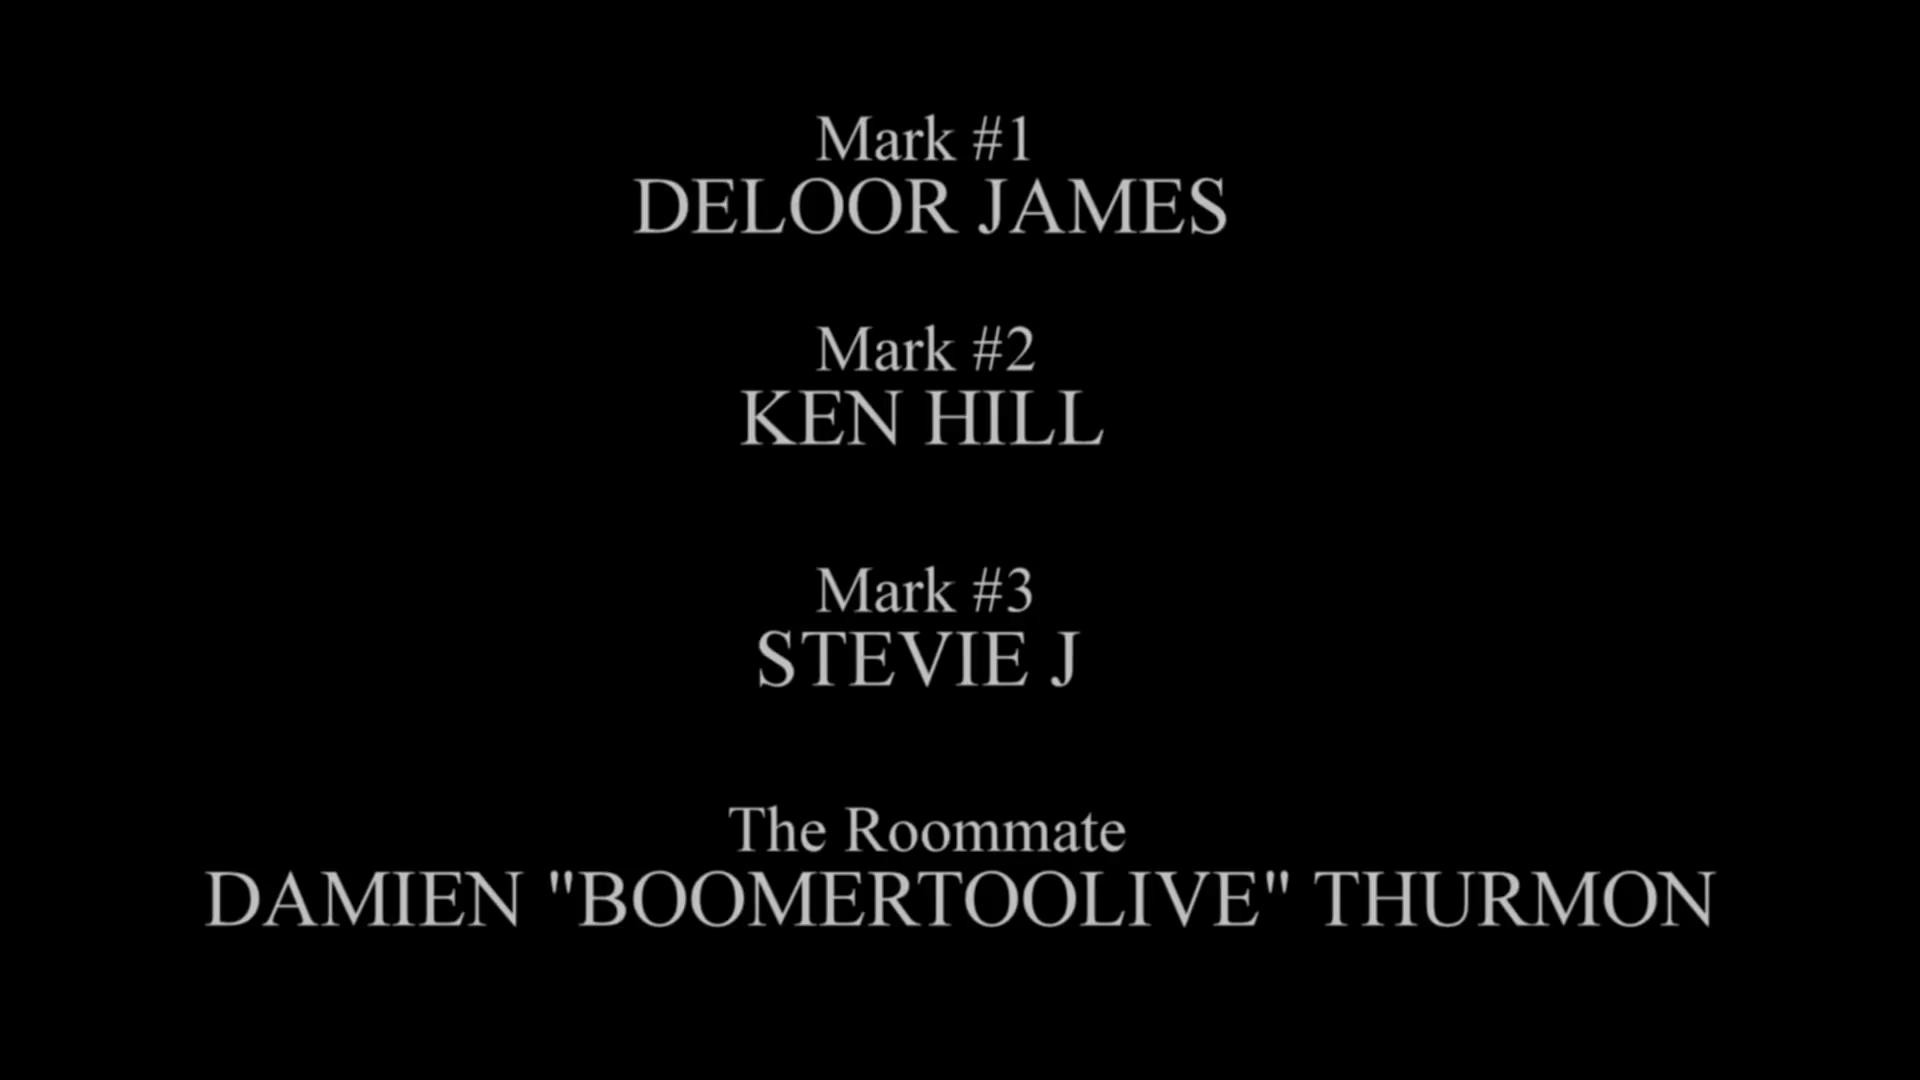 Mark #1
DELOOR JAMES
Mark #2
KEN HILL
Mark #3
STEVIE J
The Roommate
DAMIEN "BOOMERTOOLIVE" THURMON